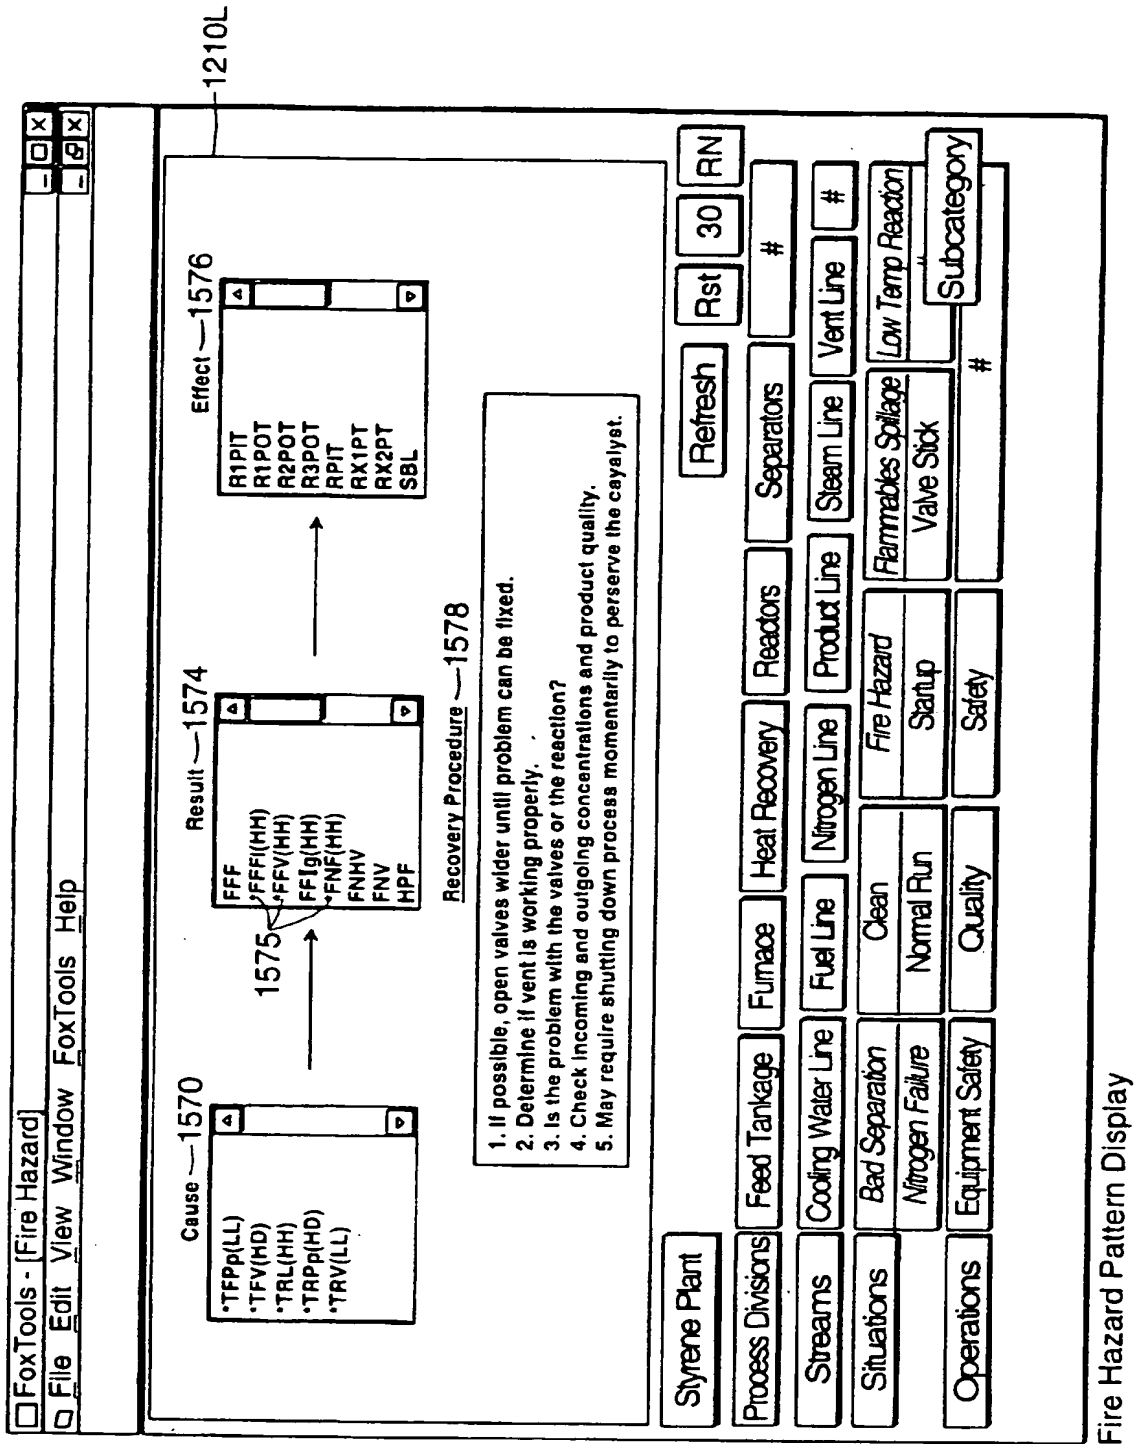 FoxTools - [Fire Hazard]
File Edit View Window FoxTools Help
1210L
Cause 1570
*TFPp(LL)
*TFV(HD)
*TRL(HH)
*TRPp(HD)
*TRV(LL)
Result 1574
FFF
*FFFI(HH)
*FFV(HH)
FFIg(HH)
*FNF(HH)
FNHV
FNV
HPF
1575
Effect 1576
R1PIT
R1POT
R2POT
R3POT
RPIT
RX1PT
RX2PT
SBL
Recovery Procedure 1578
1. If possible, open valves wider until problem can be fixed.
2. Determine if vent is working properly.
3. Is the problem with the valves or the reaction?
4. Check incoming and outgoing concentrations and product quality.
5. May require shutting down process momentarily to perserve the cayalyst.
Styrene Plant Refresh Rst 30 RN
Process Divisions Feed Tankage Furnace Heat Recovery Reactors Separators #
Streams Cooling Water Line Fuel Line Nitrogen Line Product Line Steam Line Vent Line #
Situations Bad Separation Clean Fire Hazard Flammables Spillage Low Temp Reaction
Nitrogen Failure Normal Run Startup Valve Stick #
Subcategory
Operations Equipment Safety Quality Safety #
Fire Hazard Pattern Display